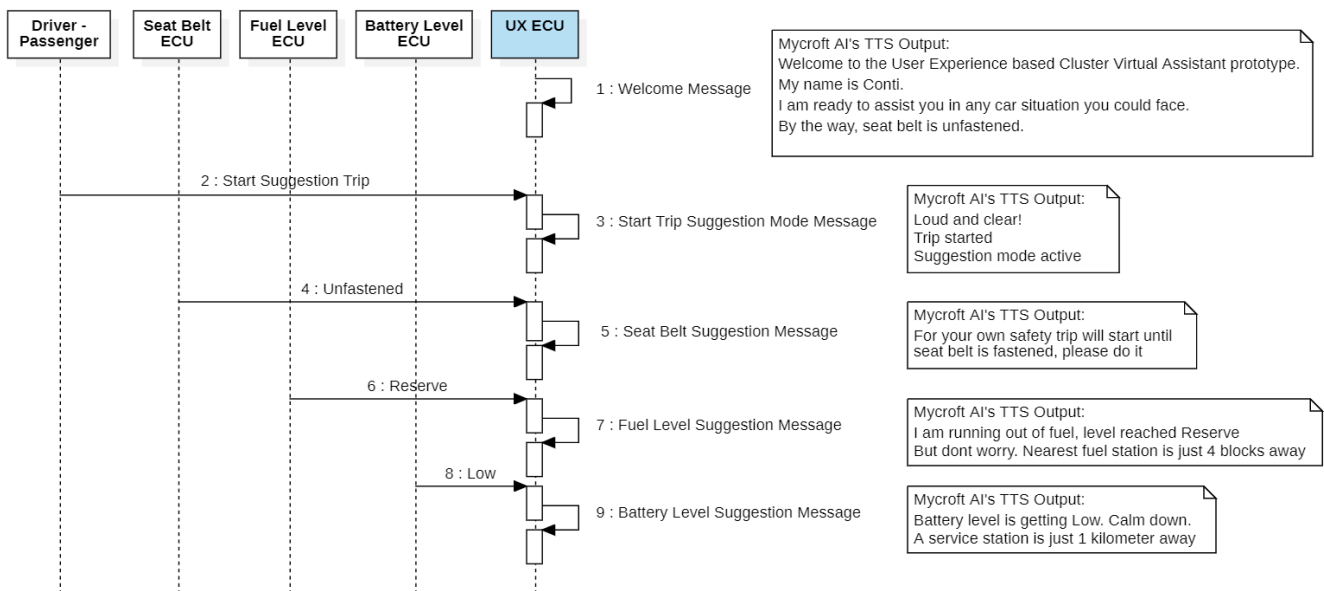 Driver -
Passenger
Seat Belt
ECU
Fuel Level
ECU
Battery Level
ECU
UX ECU
1 : Welcome Message
Mycroft AI's TTS Output:
Welcome to the User Experience based Cluster Virtual Assistant prototype.
My name is Conti.
I am ready to assist you in any car situation you could face.
By the way, seat belt is unfastened.
2 : Start Suggestion Trip
3 : Start Trip Suggestion Mode Message
Mycroft AI's TTS Output:
Loud and clear!
Trip started
Suggestion mode active
4 : Unfastened
5 : Seat Belt Suggestion Message
Mycroft AI's TTS Output:
For your own safety trip will start until
seat belt is fastened, please do it
6 : Reserve
7 : Fuel Level Suggestion Message
Mycroft AI's TTS Output:
I am running out of fuel, level reached Reserve
But dont worry. Nearest fuel station is just 4 blocks away
8 : Low
9 : Battery Level Suggestion Message
Mycroft AI's TTS Output:
Battery level is getting Low. Calm down.
A service station is just 1 kilometer away